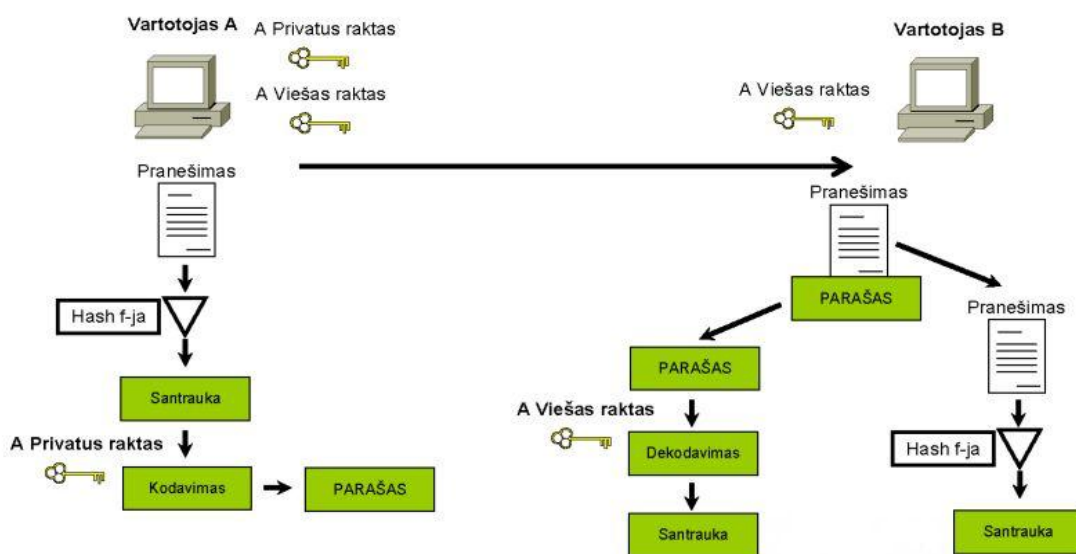 Vartotojas A
A Privatus raktas
A Viešas raktas
Pranešimas
Hash f-ja
Santrauka
A Privatus raktas
Kodavimas
PARAŠAS
Vartotojas B
A Viešas raktas
Pranešimas
PARAŠAS
PARAŠAS
A Viešas raktas
Dekodavimas
Santrauka
Pranešimas
Hash f-ja
Santrauka